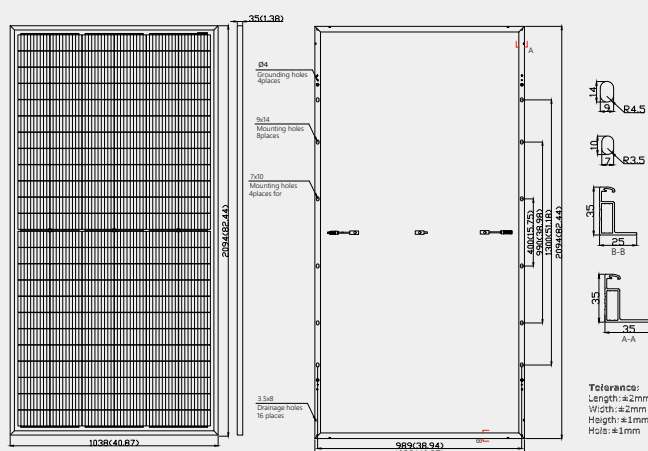 35(1.38)
2094(82.44)
1038(40.87)
Ø4
Grounding holes
4places
9x14
Mounting holes
8places
7x10
Mounting holes
4places for
3.5x8
Drainage holes
16 places
A
400(15.75)
990(38.98)
1300(51.18)
2094(82.44)
989(38.94)
B
14
9
R4.5
10
7
R3.5
35
25
B-B
35
35
A-A
Tolerance:
Length:±2mm
Width:±2mm
Heigth:±1mm
Hole:±1mm